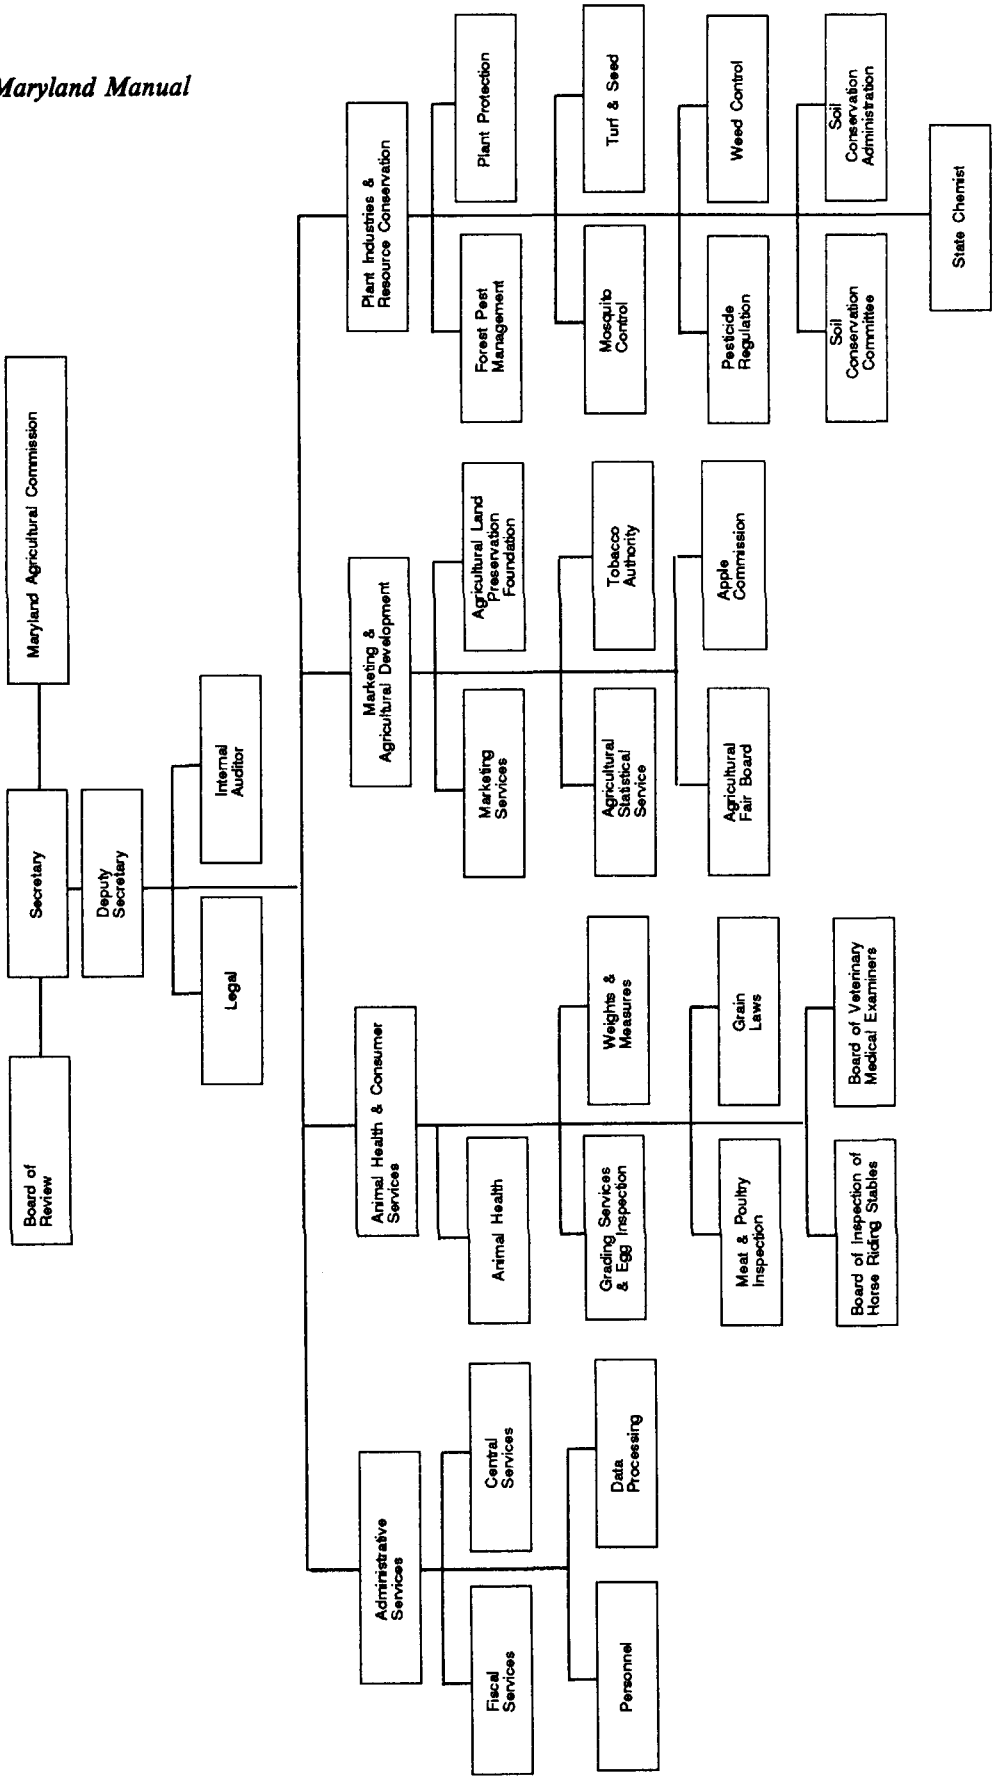 Maryland Manual
Board of
Review
Secretary
Maryland Agricultural Commission
Deputy
Secretary
Legal
Internal
Auditor
Administrative
Services
Fiscal
Services
Central
Services
Personnel
Data
Processing
Animal Health & Consumer
Services
Animal Health
Grading Services
& Egg Inspection
Weights &
Measures
Meat & Poultry
Inspection
Grain
Laws
Board of Inspection of
Horse Riding Stables
Board of Veterinary
Medical Examiners
Marketing &
Agricultural Development
Marketing
Services
Agricultural Land
Preservation
Foundation
Agricultural
Statistical
Service
Tobacco
Authority
Agricultural
Fair Board
Apple
Commission
Plant Industries &
Resource Conservation
Forest Pest
Management
Plant Protection
Mosquito
Control
Turf & Seed
Pesticide
Regulation
Weed Control
Soil
Conservation
Committee
Soil
Conservation
Administration
State Chemist